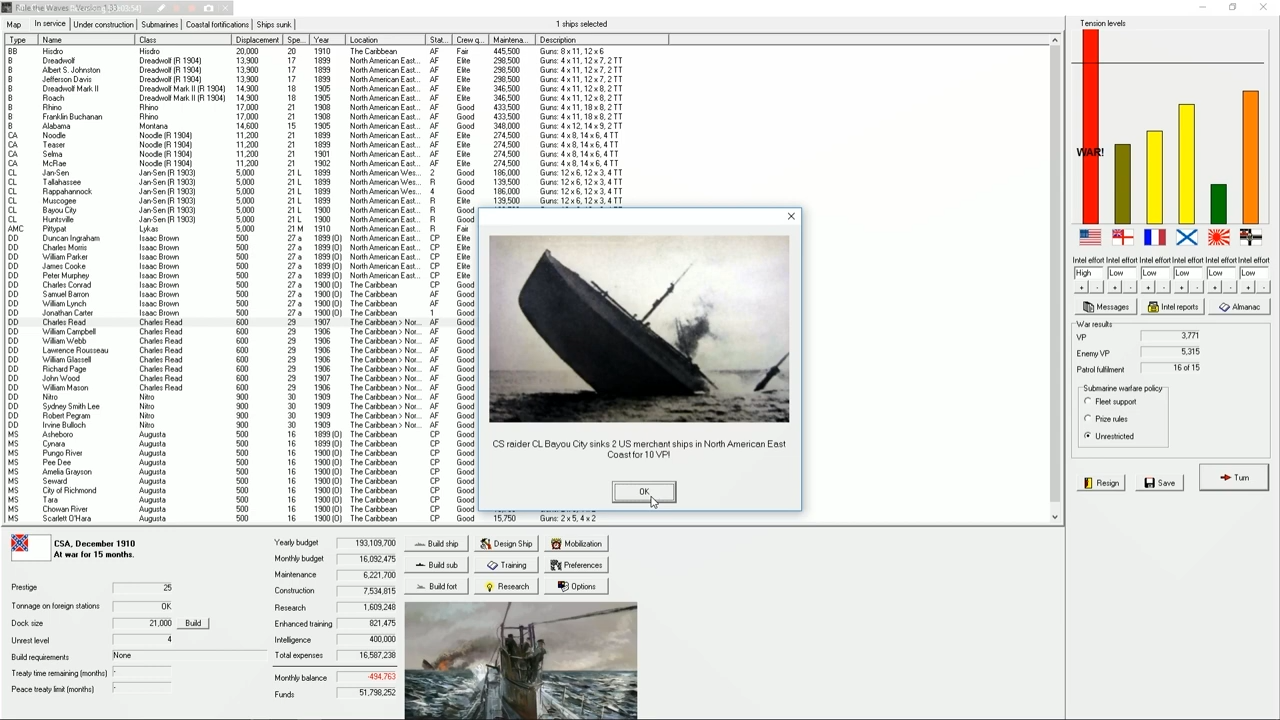 Rule the Waves - Version 1.33
Map In service Under construction Submarines Coastal fortifications Ships sunk 1 ships selected
Type Name Class Displacement Spe... Year Location Stat... Crew q... Maintena... Description
BB Hisdro Hisdro 20,000 20 1910 The Caribbean AF Fair 445,500 Guns: 8 x 11, 12 x 6
B Dreadwolf Dreadwolf (R 1904) 13,900 17 1899 North American East... AF Elite 298,500 Guns: 4 x 11, 12 x 7, 2 TT
B Albert S. Johnston Dreadwolf (R 1904) 13,900 17 1899 North American East... AF Elite 298,500 Guns: 4 x 11, 12 x 7, 2 TT
B Jefferson Davis Dreadwolf (R 1904) 13,900 17 1899 North American East... AF Elite 298,500 Guns: 4 x 11, 12 x 7, 2 TT
B Dreadwolf Mark II Dreadwolf Mark II (R 1904) 14,900 18 1905 North American East... AF Elite 346,500 Guns: 4 x 11, 12 x 8, 2 TT
B Roach Dreadwolf Mark II (R 1904) 14,900 18 1905 North American East... AF Elite 346,500 Guns: 4 x 11, 12 x 8, 2 TT
B Rhino Rhino 17,000 21 1908 North American East... AF Good 433,500 Guns: 4 x 11, 18 x 8, 2 TT
B Franklin Buchanan Rhino 17,000 21 1908 North American East... AF Good 433,500 Guns: 4 x 11, 18 x 8, 2 TT
B Alabama Montana 14,600 15 1905 North American East... AF Good 348,000 Guns: 4 x 12, 14 x 9, 2 TT
CA Noodle Noodle (R 1904) 11,200 21 1899 North American East... AF Elite 274,500 Guns: 4 x 8, 14 x 6, 4 TT
CA Teaser Noodle (R 1904) 11,200 21 1899 North American East... AF Elite 274,500 Guns: 4 x 8, 14 x 6, 4 TT
CA Selma Noodle (R 1904) 11,200 21 1901 North American East... AF Elite 274,500 Guns: 4 x 8, 14 x 6, 4 TT
CA McRae Noodle (R 1904) 11,200 21 1902 North American East... AF Elite 274,500 Guns: 4 x 8, 14 x 6, 4 TT
CL Jan-Sen Jan-Sen (R 1903) 5,000 21 L 1899 North American Wes... 2 Good 186,000 Guns: 12 x 6, 12 x 3, 4 TT
CL Tallahassee Jan-Sen (R 1903) 5,000 21 L 1899 North American Wes... R Good 139,500 Guns: 12 x 6, 12 x 3, 4 TT
CL Rappahannock Jan-Sen (R 1903) 5,000 21 L 1899 North American Wes... 4 Good 186,000 Guns: 12 x 6, 12 x 3, 4 TT
CL Muscogee Jan-Sen (R 1903) 5,000 21 L 1899 North American East... R Good 139,500 Guns: 12 x 6, 12 x 3, 4 TT
CL Bayou City Jan-Sen (R 1903) 5,000 21 L 1900 North American East... R Good
CL Huntsville Jan-Sen (R 1903) 5,000 21 L 1900 North American East... R Good
AMC Pittypat Lykas 5,000 21 M 1910 North American East... R Fair
DD Duncan Ingraham Isaac Brown 500 27 a 1899 (O) North American East... CP Elite
DD Charles Morris Isaac Brown 500 27 a 1899 (O) North American East... CP Elite
DD William Parker Isaac Brown 500 27 a 1899 (O) North American East... CP Elite
DD James Cooke Isaac Brown 500 27 a 1899 (O) North American East... CP Elite
DD Peter Murphey Isaac Brown 500 27 a 1899 (O) North American East... CP Elite
DD Charles Conrad Isaac Brown 500 27 a 1900 (O) The Caribbean CP Good
DD Samuel Barron Isaac Brown 500 27 a 1900 (O) The Caribbean AF Good
DD William Lynch Isaac Brown 500 27 a 1900 (O) The Caribbean AF Good
DD Jonathan Carter Isaac Brown 500 27 a 1900 (O) The Caribbean 1 Good
DD Charles Read Charles Read 600 29 1907 The Caribbean > Nor... AF Good
DD William Campbell Charles Read 600 29 1906 The Caribbean > Nor... AF Good
DD William Webb Charles Read 600 29 1906 The Caribbean > Nor... AF Good
DD Lawrence Rousseau Charles Read 600 29 1906 The Caribbean > Nor... AF Good
DD William Glassell Charles Read 600 29 1906 The Caribbean > Nor... AF Good
DD Richard Page Charles Read 600 29 1906 The Caribbean > Nor... AF Good
DD John Wood Charles Read 600 29 1907 The Caribbean > Nor... AF Good
DD William Mason Charles Read 600 29 1906 The Caribbean > Nor... AF Good
DD Nitro Nitro 900 30 1909 The Caribbean > Nor... AF Good
DD Sydney Smith Lee Nitro 900 30 1909 The Caribbean > Nor... AF Good
DD Robert Pegram Nitro 900 30 1909 The Caribbean > Nor... AF Good
DD Irvine Bulloch Nitro 900 30 1909 The Caribbean > Nor... AF Good
MS Asheboro Augusta 500 16 1899 (O) The Caribbean CP Good
MS Cynara Augusta 500 16 1899 (O) The Caribbean CP Good
MS Pungo River Augusta 500 16 1900 (O) The Caribbean CP Good
MS Pee Dee Augusta 500 16 1900 (O) The Caribbean CP Good
MS Amelia Grayson Augusta 500 16 1900 (O) The Caribbean CP Good
MS Seward Augusta 500 16 1900 (O) The Caribbean CP Good
MS City of Richmond Augusta 500 16 1900 (O) The Caribbean CP Good
MS Tara Augusta 500 16 1900 (O) The Caribbean CP Good
MS Chowan River Augusta 500 16 1900 (O) The Caribbean CP Good
MS Scarlett O'Hara Augusta 500 16 1900 (O) The Caribbean CP Good 15,750 Guns: 2 x 5, 4 x 2
CS raider CL Bayou City sinks 2 US merchant ships in North American East
Coast for 10 VP!
OK
Tension levels
WAR!
Intel effort Intel effort Intel effort Intel effort Intel effort Intel effort
High Low Low Low Low Low
+ - + - + - + - + - + -
Messages Intel reports Almanac
War results
VP 3,771
Enemy VP 5,315
Patrol fulfilment 16 of 15
Submarine warfare policy
Fleet support
Prize rules
Unrestricted
Resign Save Turn
CSA, December 1910
At war for 15 months.
Prestige 25
Tonnage on foreign stations OK
Dock size 21,000 Build
Unrest level 4
Build requirements None
Treaty time remaining (months) -
Peace treaty limit (months) -
Yearly budget 193,109,700
Monthly budget 16,092,475
Maintenance 6,221,700
Construction 7,534,815
Research 1,609,248
Enhanced training 821,475
Intelligence 400,000
Total expenses 16,587,238
Monthly balance -494,763
Funds 51,798,252
Build ship Design Ship Mobilization
Build sub Training Preferences
Build fort Research Options